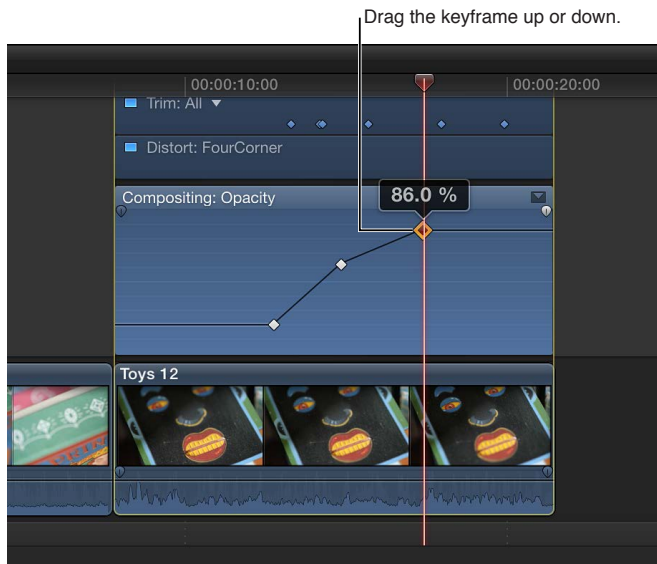 Drag the keyframe up or down.
00:00:10:00
00:00:20:00
Trim: All
Distort: FourCorner
Compositing: Opacity
86.0 %
Toys 12